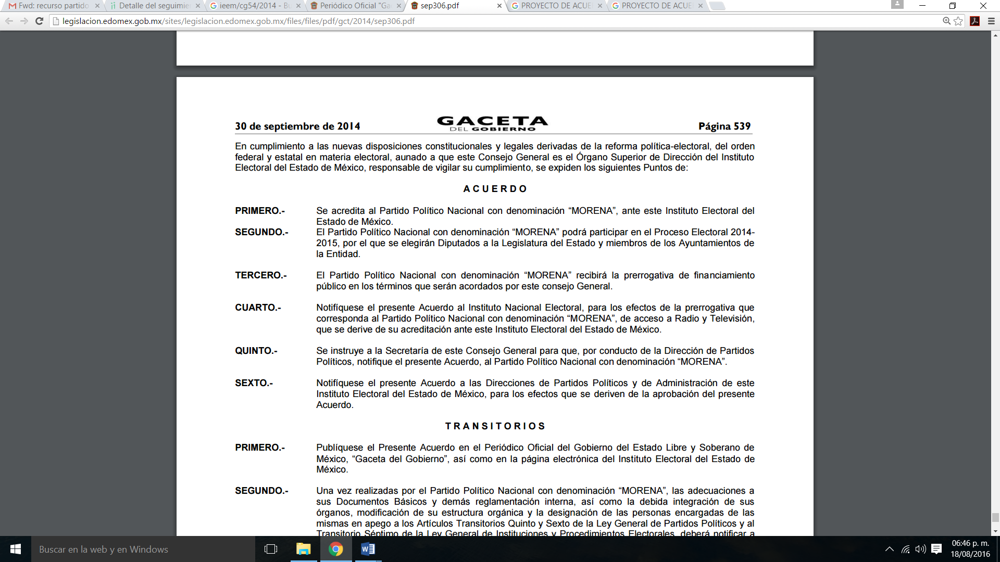 Fwd: recurso partido
Detalle del seguimie
ieem/cg54/2014 - Bu
Periódico Oficial "Ga
sep306.pdf
PROYECTO DE ACUE
PROYECTO DE ACUE
legislacion.edomex.gob.mx/sites/legislacion.edomex.gob.mx/files/files/pdf/gct/2014/sep306.pdf
30 de septiembre de 2014
GACETA
DEL GOBIERNO
Página 539
En cumplimiento a las nuevas disposiciones constitucionales y legales derivadas de la reforma política-electoral, del orden
federal y estatal en materia electoral, aunado a que este Consejo General es el Órgano Superior de Dirección del Instituto
Electoral del Estado de México, responsable de vigilar su cumplimiento, se expiden los siguientes Puntos de:
A C U E R D O
PRIMERO.- Se acredita al Partido Político Nacional con denominación “MORENA”, ante este Instituto Electoral del
Estado de México.
SEGUNDO.- El Partido Político Nacional con denominación “MORENA” podrá participar en el Proceso Electoral 2014-
2015, por el que se elegirán Diputados a la Legislatura del Estado y miembros de los Ayuntamientos de
la Entidad.
TERCERO.- El Partido Político Nacional con denominación “MORENA” recibirá la prerrogativa de financiamiento
público en los términos que serán acordados por este consejo General.
CUARTO.- Notifíquese el presente Acuerdo al Instituto Nacional Electoral, para los efectos de la prerrogativa que
corresponda al Partido Político Nacional con denominación “MORENA”, de acceso a Radio y Televisión,
que se derive de su acreditación ante este Instituto Electoral del Estado de México.
QUINTO.- Se instruye a la Secretaría de este Consejo General para que, por conducto de la Dirección de Partidos
Políticos, notifique el presente Acuerdo, al Partido Político Nacional con denominación “MORENA”.
SEXTO.- Notifíquese el presente Acuerdo a las Direcciones de Partidos Políticos y de Administración de este
Instituto Electoral del Estado de México, para los efectos que se deriven de la aprobación del presente
Acuerdo.
T R A N S I T O R I O S
PRIMERO.- Publíquese el Presente Acuerdo en el Periódico Oficial del Gobierno del Estado Libre y Soberano de
México, “Gaceta del Gobierno”, así como en la página electrónica del Instituto Electoral del Estado de
México.
SEGUNDO.- Una vez realizadas por el Partido Político Nacional con denominación “MORENA”, las adecuaciones a
sus Documentos Básicos y demás reglamentación interna, así como la debida integración de sus
órganos, modificación de su estructura orgánica y la designación de las personas encargadas de las
mismas en apego a los Artículos Transitorios Quinto y Sexto de la Ley General de Partidos Políticos y al
Transitorio Séptimo de la Ley General de Instituciones y Procedimientos Electorales, deberá notificar a
Buscar en la web y en Windows
06:46 p. m.
18/08/2016